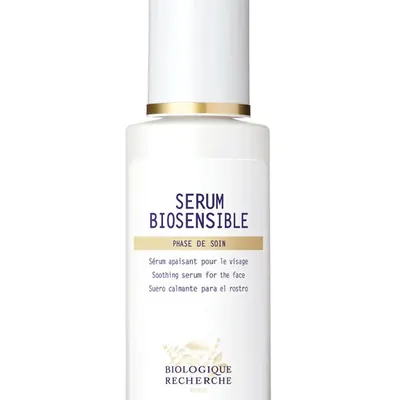 SERUM
BIOSENSIBLE
PHASE DE SOIN
Sérum apaisant pour le visage
Soothing serum for the face
Suero calmante para el rostro
BIOLOGIQUE
RECHERCHE